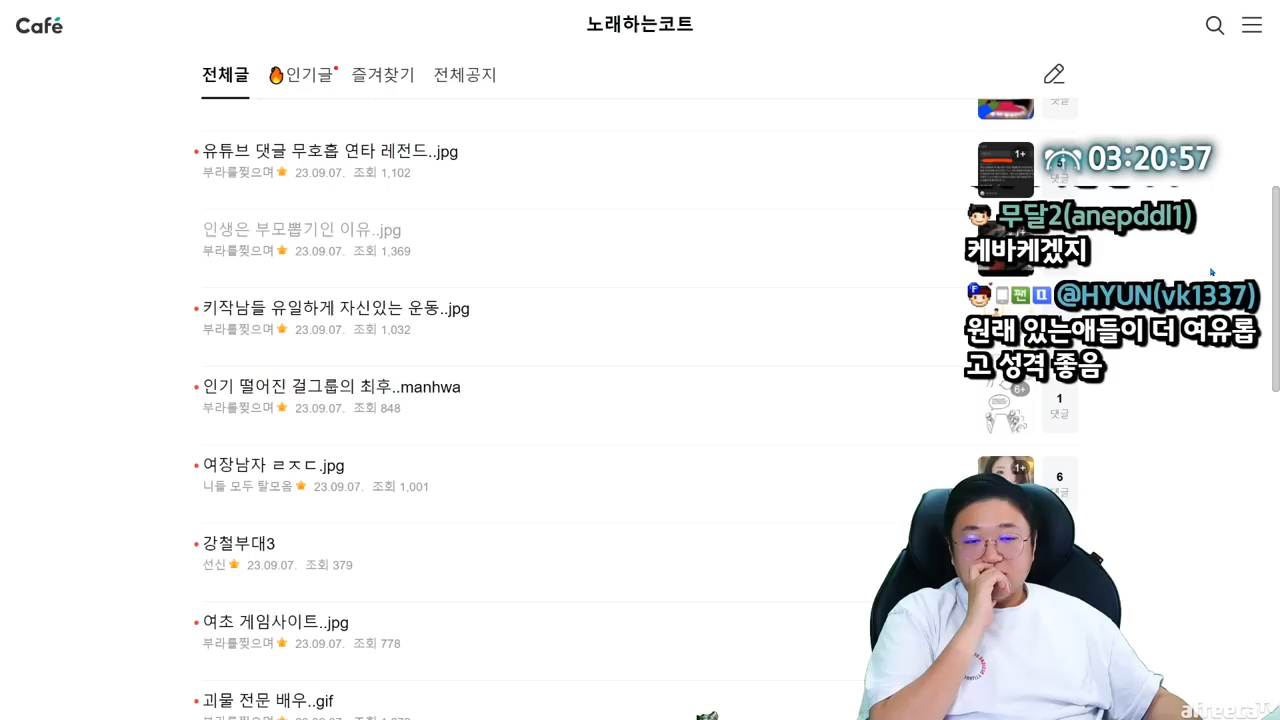 Café
노래하는코트
전체글
인기글
즐겨찾기
전체공지
댓글
유튜브 댓글 무호흡 연타 레전드..jpg
부라를찢으며 23.09.07. 조회 1,102
1+
댓글
03:20:57
인생은 부모뽑기인 이유..jpg
부라를찢으며 23.09.07. 조회 1,369
무달2(anepddl1)
케바케겠지
키작남들 유일하게 자신있는 운동..jpg
부라를찢으며 23.09.07. 조회 1,032
@HYUN(vk1337)
원래 있는애들이 더 여유롭
고 성격 좋음
인기 떨어진 걸그룹의 최후..manhwa
부라를찢으며 23.09.07. 조회 848
6+
1
댓글
여장남자 ㄹㅈㄷ.jpg
니들 모두 탈모음 23.09.07. 조회 1,001
1+
6
댓글
강철부대3
선신 23.09.07. 조회 379
여초 게임사이트..jpg
부라를찢으며 23.09.07. 조회 778
괴물 전문 배우..gif
afreecaTV